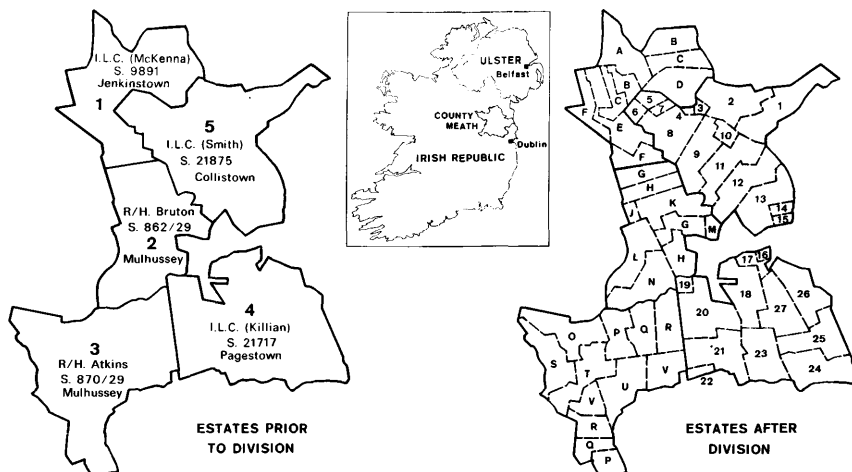 I.L.C. (McKenna)
S. 9891
Jenkinstown
1
5
I.L.C. (Smith)
S. 21875
Collistown
R/H. Bruton
S. 862/29
2
Mulhussey
4
I.L.C. (Killian)
S. 21717
Pagestown
3
R/H. Atkins
S. 870/29
Mulhussey
ESTATES PRIOR
TO DIVISION
ULSTER
Belfast
COUNTY
MEATH
Dublin
IRISH REPUBLIC
A
B
C
D
B
C
F
E
F
5
6
7
4
3
2
1
8
10
9
11
12
13
14
15
G
H
J
K
G
M
L
H
N
19
17
16
18
26
27
20
25
21
23
24
22
O
P
Q
R
S
T
U
V
V
R
Q
P
ESTATES AFTER
DIVISION